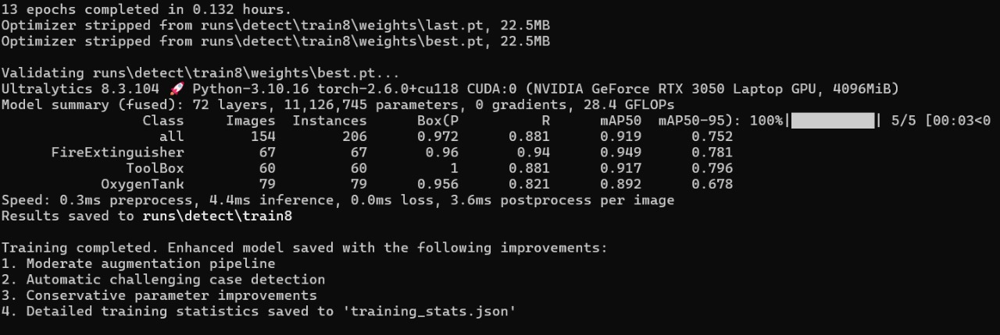 13 epochs completed in 0.132 hours.
Optimizer stripped from runs\detect\train8\weights\last.pt, 22.5MB
Optimizer stripped from runs\detect\train8\weights\best.pt, 22.5MB
Validating runs\detect\train8\weights\best.pt...
Ultralytics 8.3.104 🚀 Python-3.10.16 torch-2.6.0+cu118 CUDA:0 (NVIDIA GeForce RTX 3050 Laptop GPU, 4096MiB)
Model summary (fused): 72 layers, 11,126,745 parameters, 0 gradients, 28.4 GFLOPs
Class Images Instances Box(P R mAP50 mAP50-95): 100%|██████████| 5/5 [00:03<0
all 154 206 0.972 0.881 0.919 0.752
FireExtinguisher 67 67 0.96 0.94 0.949 0.781
ToolBox 60 60 1 0.881 0.917 0.796
OxygenTank 79 79 0.956 0.821 0.892 0.678
Speed: 0.3ms preprocess, 4.4ms inference, 0.0ms loss, 3.6ms postprocess per image
Results saved to runs\detect\train8
Training completed. Enhanced model saved with the following improvements:
1. Moderate augmentation pipeline
2. Automatic challenging case detection
3. Conservative parameter improvements
4. Detailed training statistics saved to 'training_stats.json'